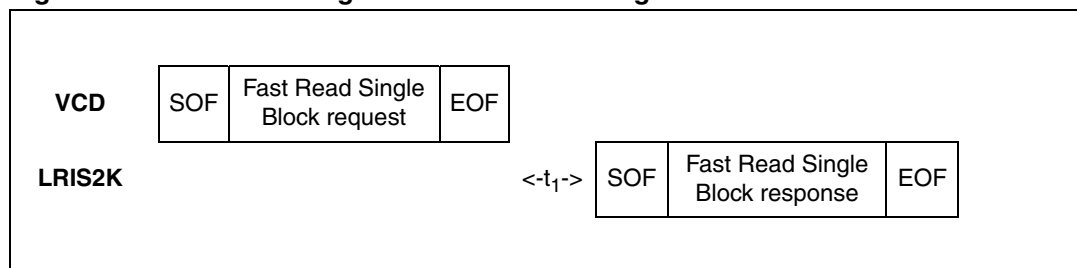 VCD
SOF
Fast Read Single
Block request
EOF
LRIS2K
<-t1->
SOF
Fast Read Single
Block response
EOF